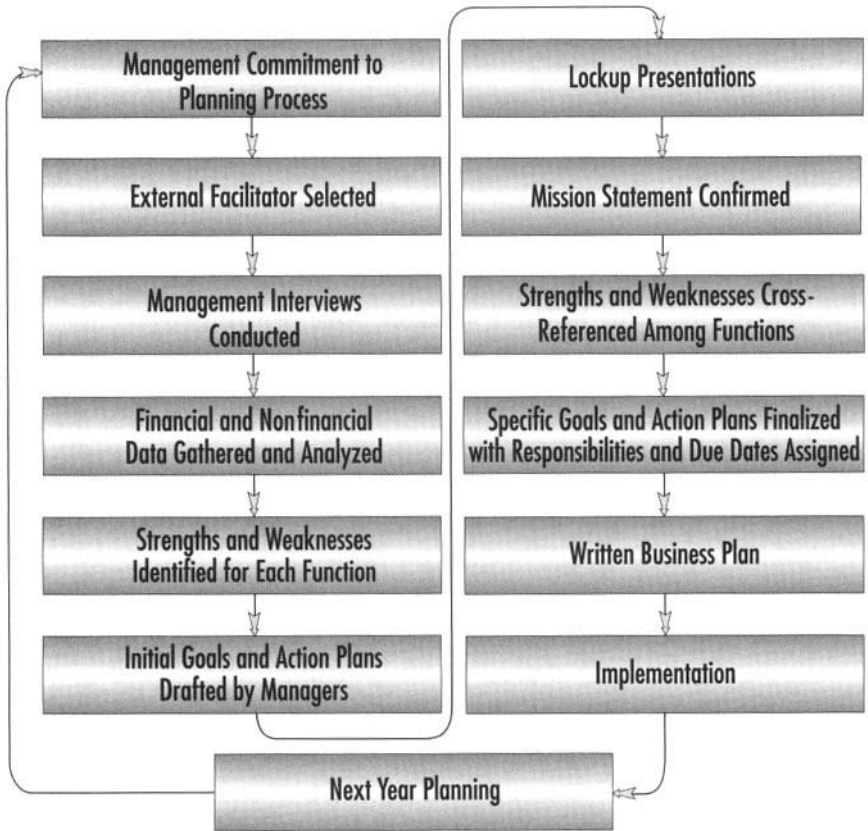 Management Commitment to
Planning Process
External Facilitator Selected
Management Interviews
Conducted
Financial and Nonfinancial
Data Gathered and Analyzed
Strengths and Weaknesses
Identified for Each Function
Initial Goals and Action Plans
Drafted by Managers
Lockup Presentations
Mission Statement Confirmed
Strengths and Weaknesses Cross-
Referenced Among Functions
Specific Goals and Action Plans Finalized
with Responsibilities and Due Dates Assigned
Written Business Plan
Implementation
Next Year Planning